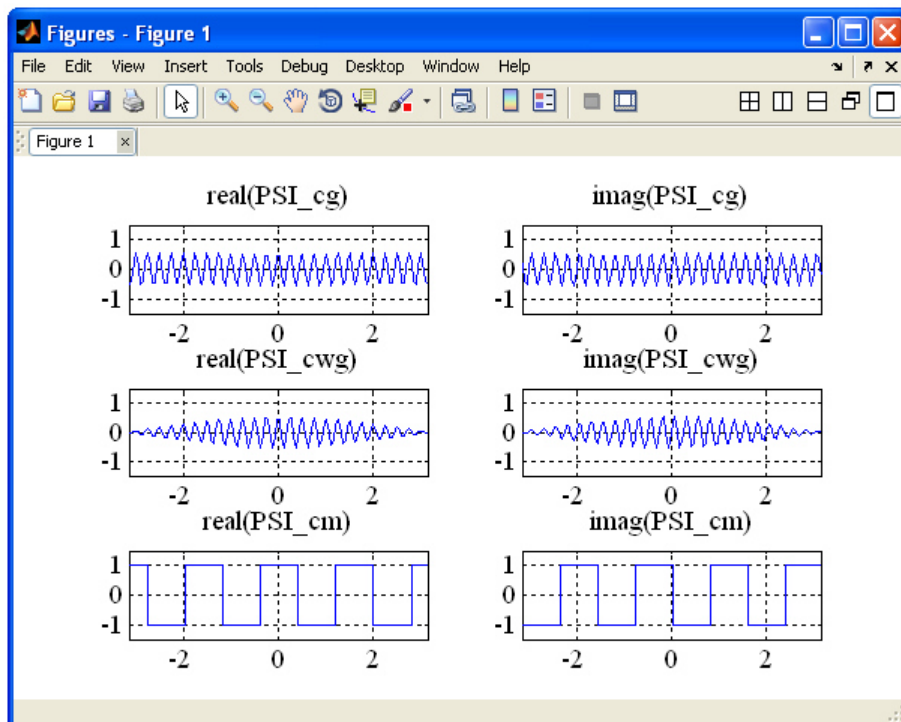 Figures - Figure 1
File Edit View Insert Tools Debug Desktop Window Help
Figure 1
real(PSI_cg) imag(PSI_cg)
1 1
0 0
-1 -1
-2 0 2 -2 0 2
real(PSI_cwg) imag(PSI_cwg)
1 1
0 0
-1 -1
-2 0 2 -2 0 2
real(PSI_cm) imag(PSI_cm)
1 1
0 0
-1 -1
-2 0 2 -2 0 2